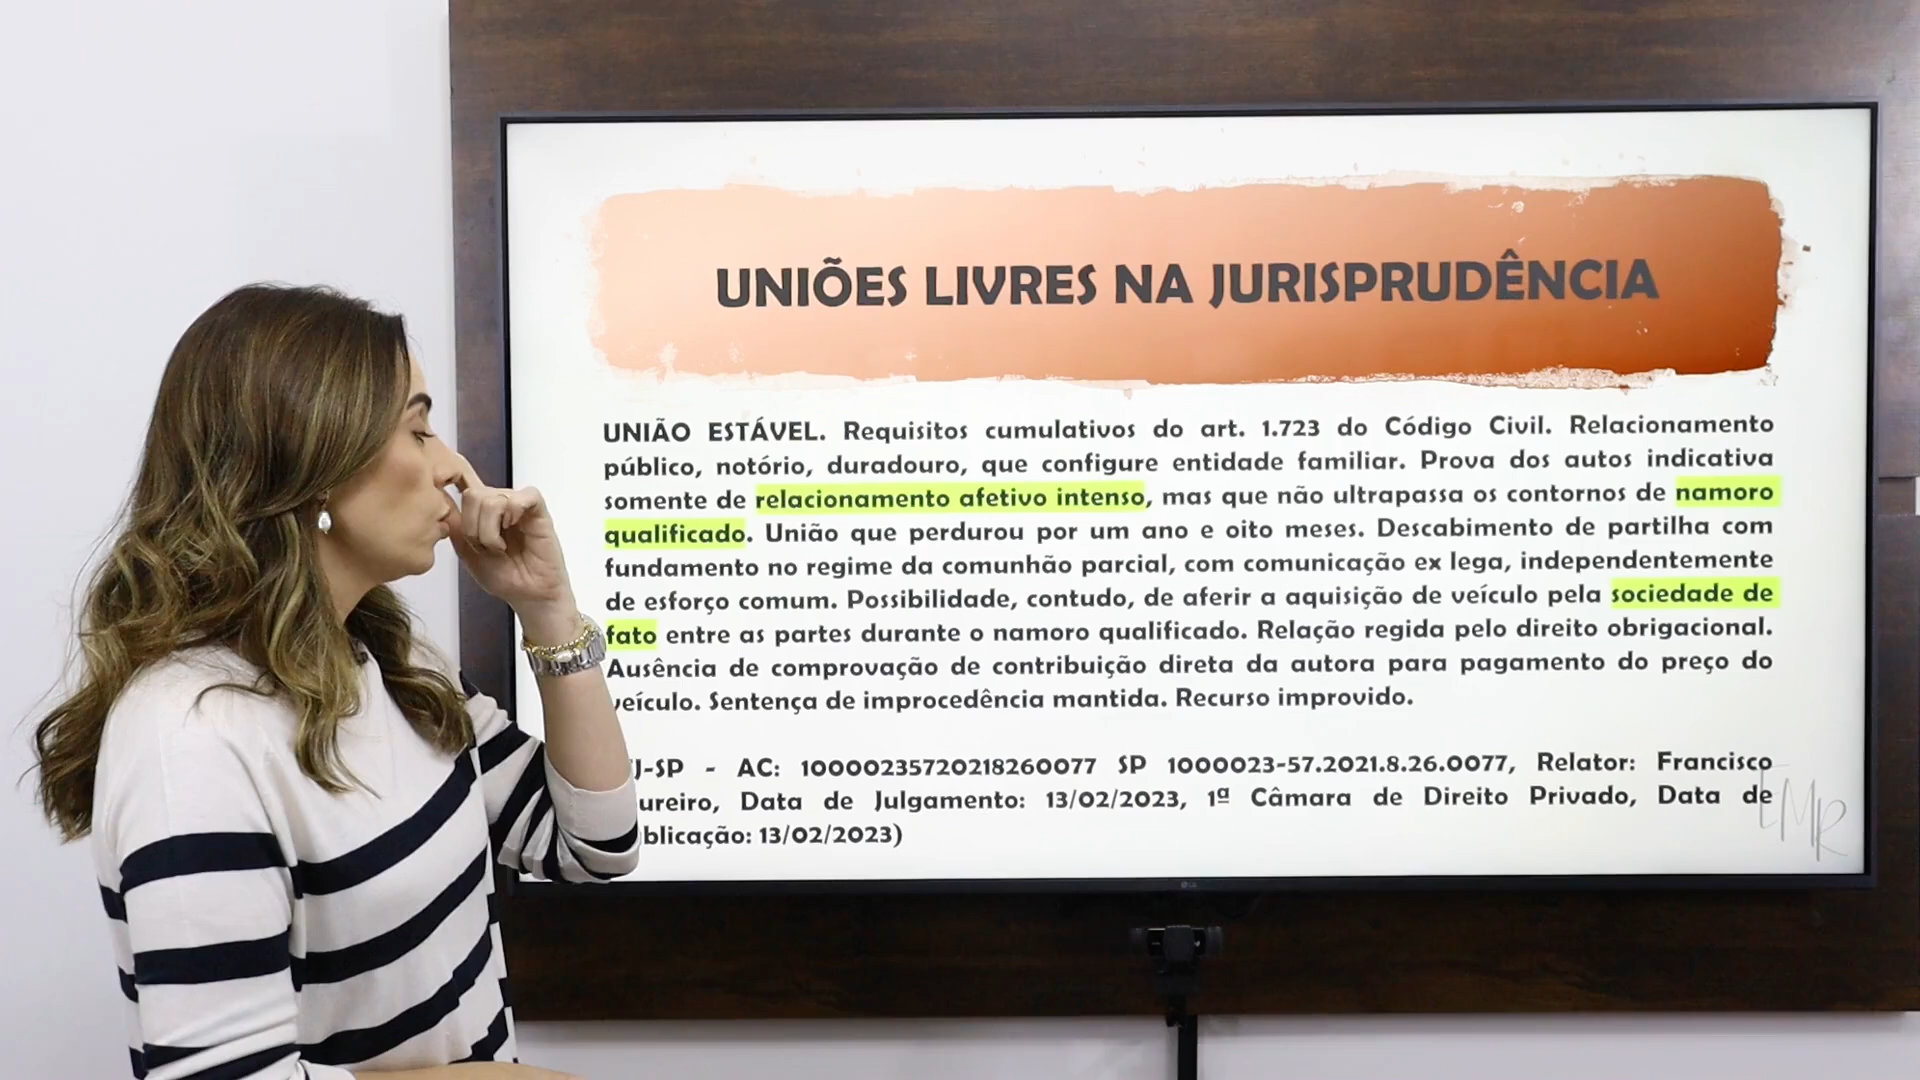 UNIÕES LIVRES NA JURISPRUDÊNCIA
UNIÃO ESTÁVEL. Requisitos cumulativos do art. 1.723 do Código Civil. Relacionamento
público, notório, duradouro, que configure entidade familiar. Prova dos autos indicativa
somente de relacionamento afetivo intenso, mas que não ultrapassa os contornos de namoro
qualificado. União que perdurou por um ano e oito meses. Descabimento de partilha com
fundamento no regime da comunhão parcial, com comunicação ex lega, independentemente
de esforço comum. Possibilidade, contudo, de aferir a aquisição de veículo pela sociedade de
fato entre as partes durante o namoro qualificado. Relação regida pelo direito obrigacional.
Ausência de comprovação de contribuição direta da autora para pagamento do preço do
veículo. Sentença de improcedência mantida. Recurso improvido.
J-SP - AC: 10000235720218260077 SP 1000023-57.2021.8.26.0077, Relator: Francisco
ureiro, Data de Julgamento: 13/02/2023, 1ª Câmara de Direito Privado, Data de
blicação: 13/02/2023)
EMR
LG